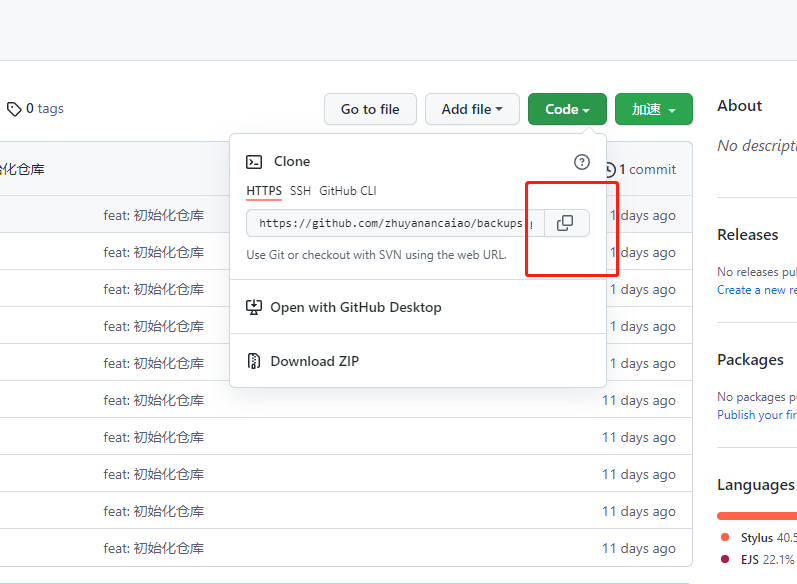 0 tags
Go to file
Add file
Code
加速
About
No descripti
Clone
HTTPS SSH GitHub CLI
https://github.com/zhuyanancaiao/backups.
Use Git or checkout with SVN using the web URL.
Open with GitHub Desktop
Download ZIP
化仓库
1 commit
feat: 初始化仓库
1 days ago
feat: 初始化仓库
1 days ago
feat: 初始化仓库
1 days ago
feat: 初始化仓库
1 days ago
feat: 初始化仓库
1 days ago
feat: 初始化仓库
11 days ago
feat: 初始化仓库
11 days ago
feat: 初始化仓库
11 days ago
feat: 初始化仓库
11 days ago
feat: 初始化仓库
11 days ago
Releases
No releases pu
Create a new re
Packages
No packages pu
Publish your fir
Languages
Stylus 40.5
EJS 22.1%